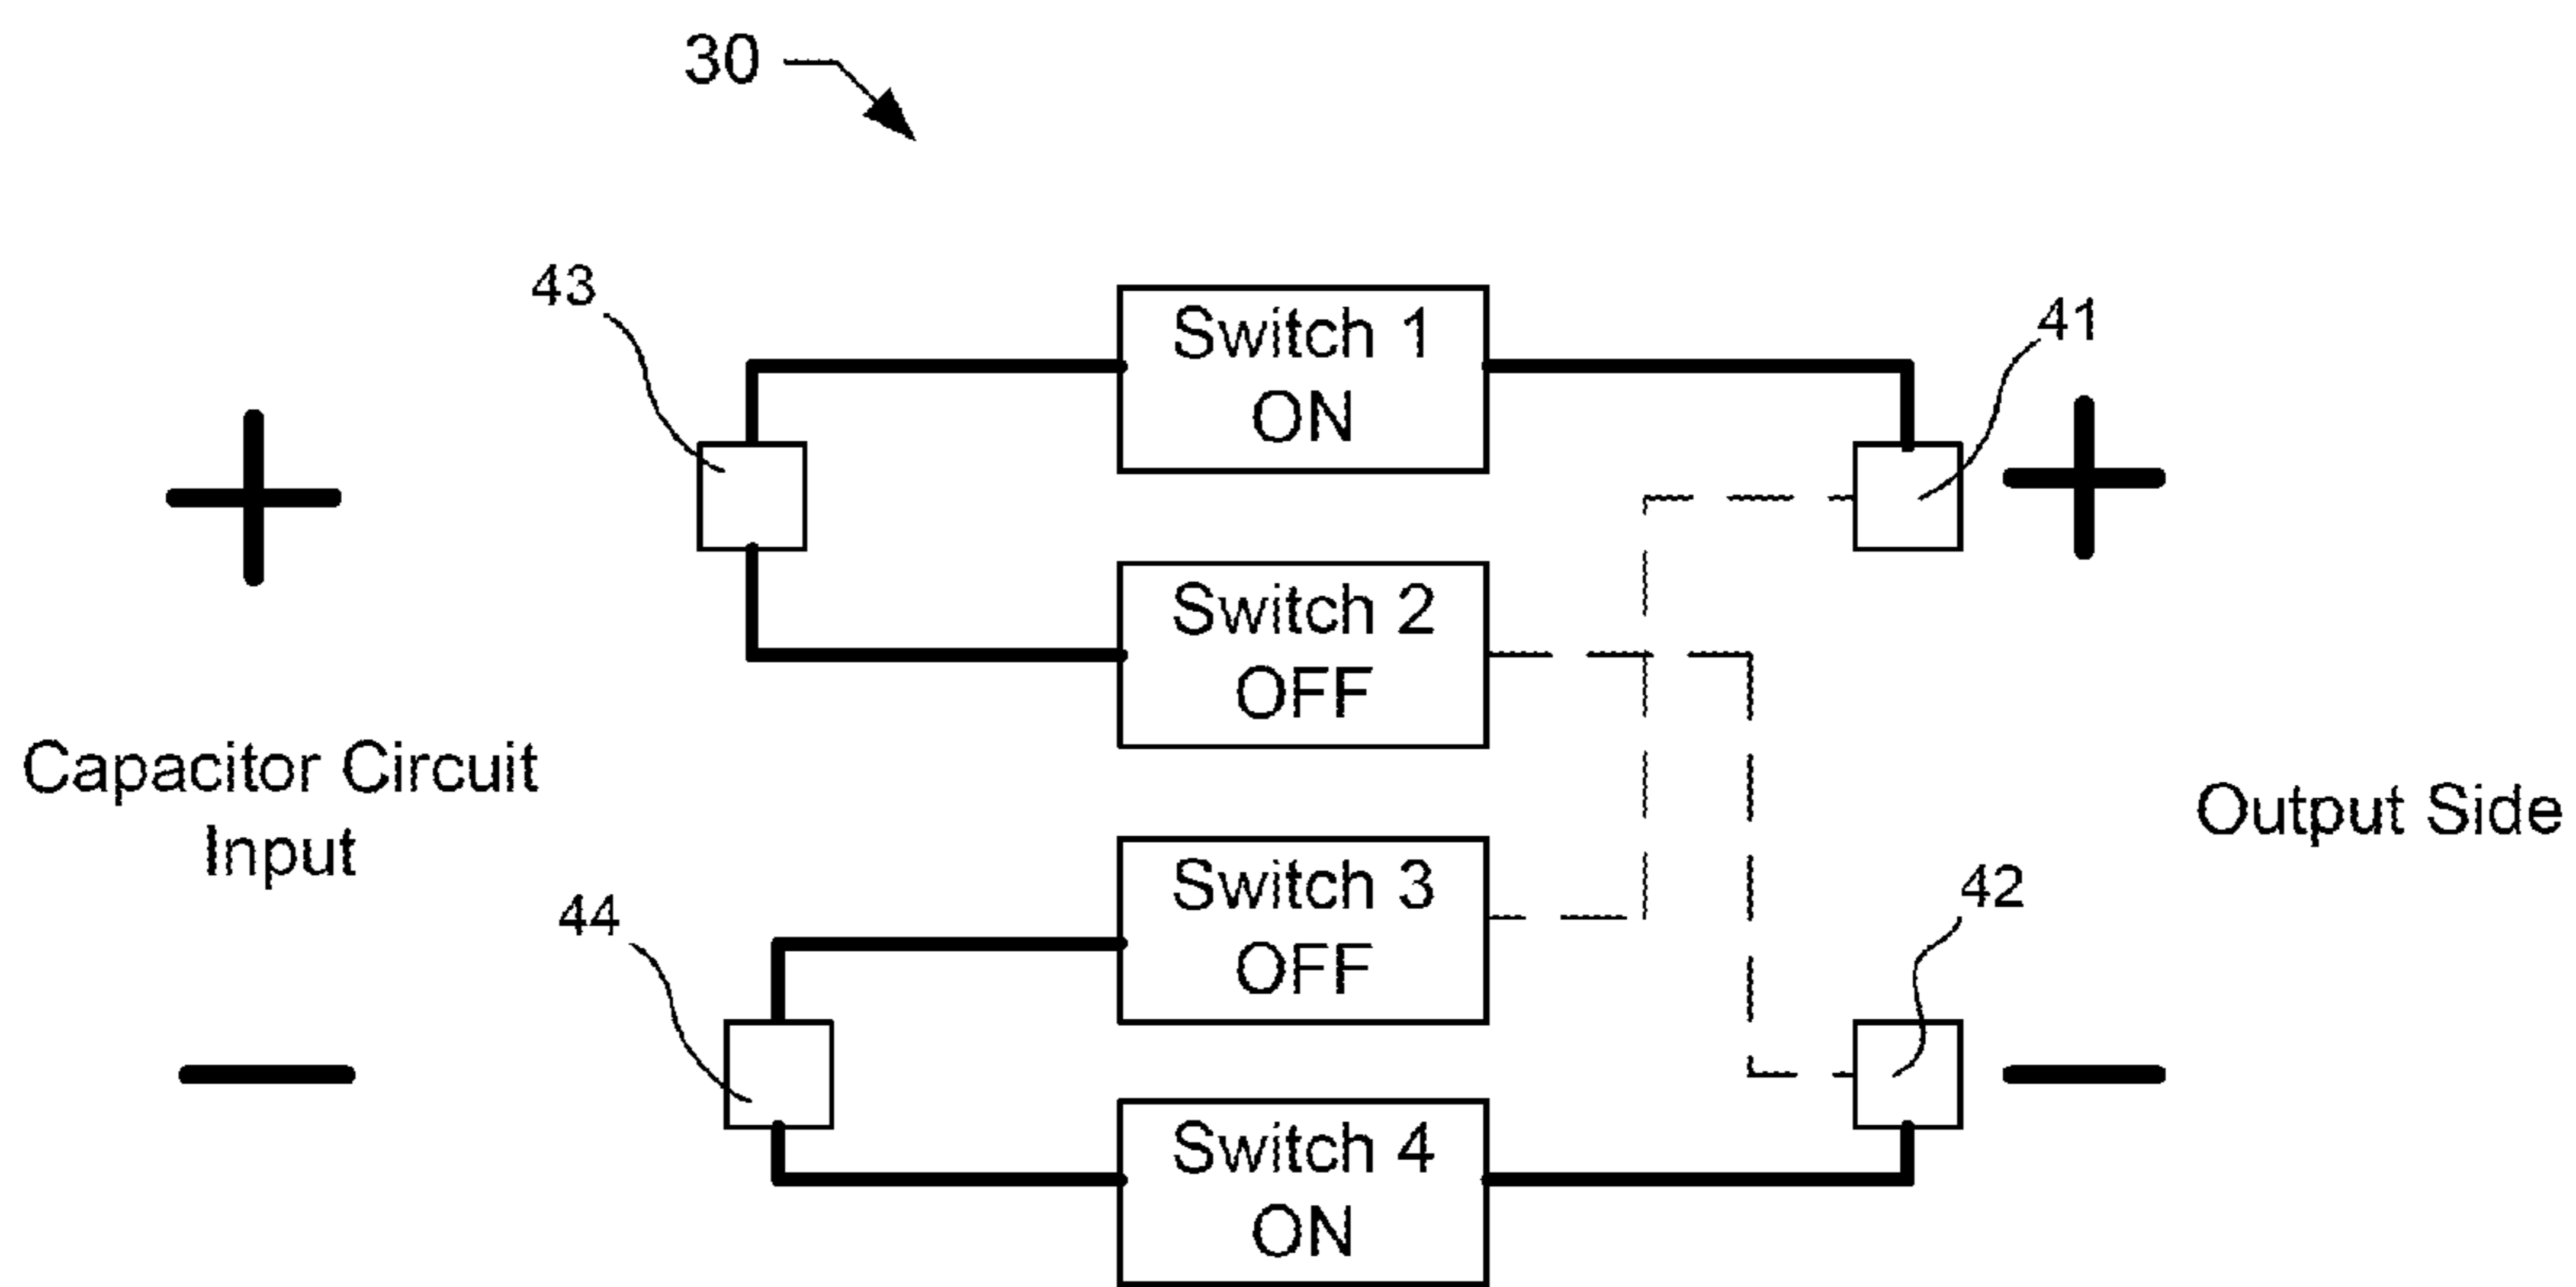 30
43
Switch 1
ON
41
+
+
Switch 2
OFF
Capacitor Circuit
Input
Output Side
Switch 3
OFF
44
42
−
−
Switch 4
ON